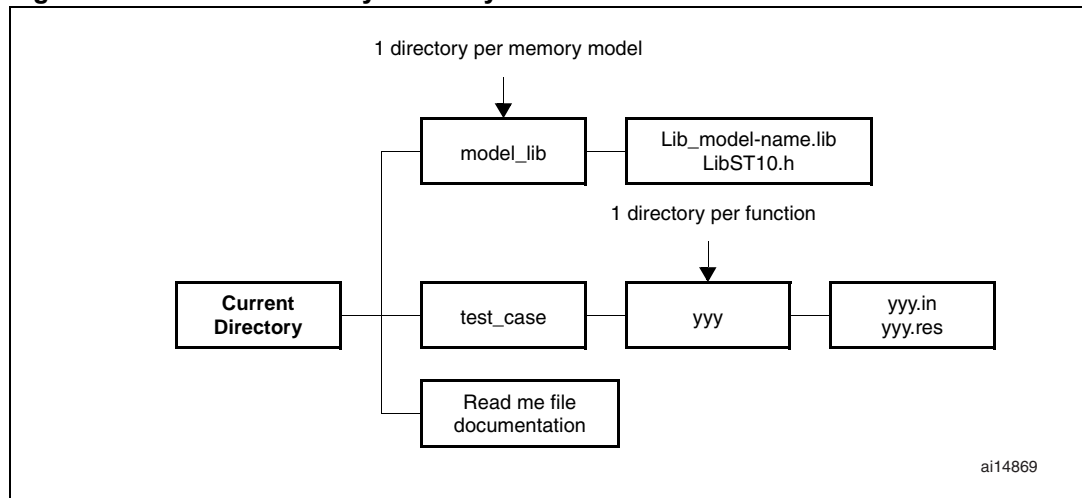 1 directory per memory model
model_lib
Lib_model-name.lib
LibST10.h
1 directory per function
Current
Directory
test_case
yyy
yyy.in
yyy.res
Read me file
documentation
ai14869